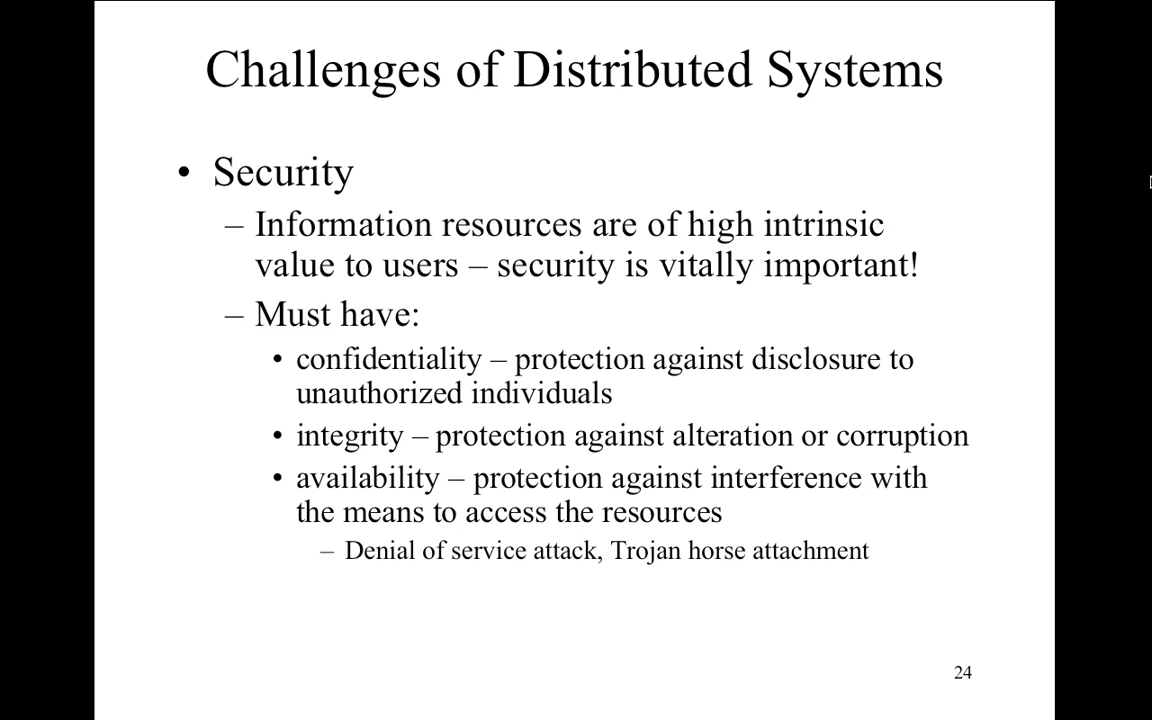 Challenges of Distributed Systems
• Security
– Information resources are of high intrinsic
value to users – security is vitally important!
– Must have:
• confidentiality – protection against disclosure to
unauthorized individuals
• integrity – protection against alteration or corruption
• availability – protection against interference with
the means to access the resources
– Denial of service attack, Trojan horse attachment
24